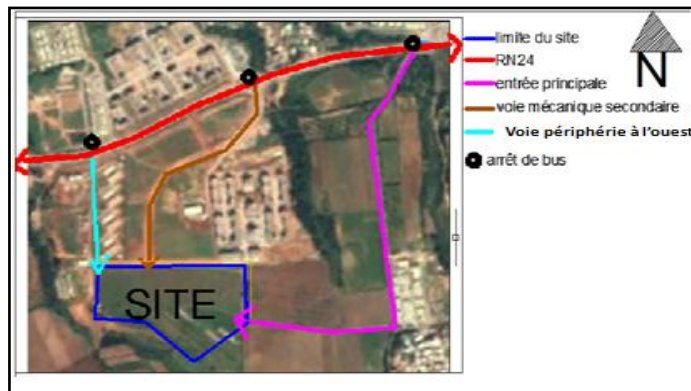 limite du site
RN24
entrée principale
voie mécanique secondaire
Voie périphérie à l'ouest
arrêt de bus
N
SITE